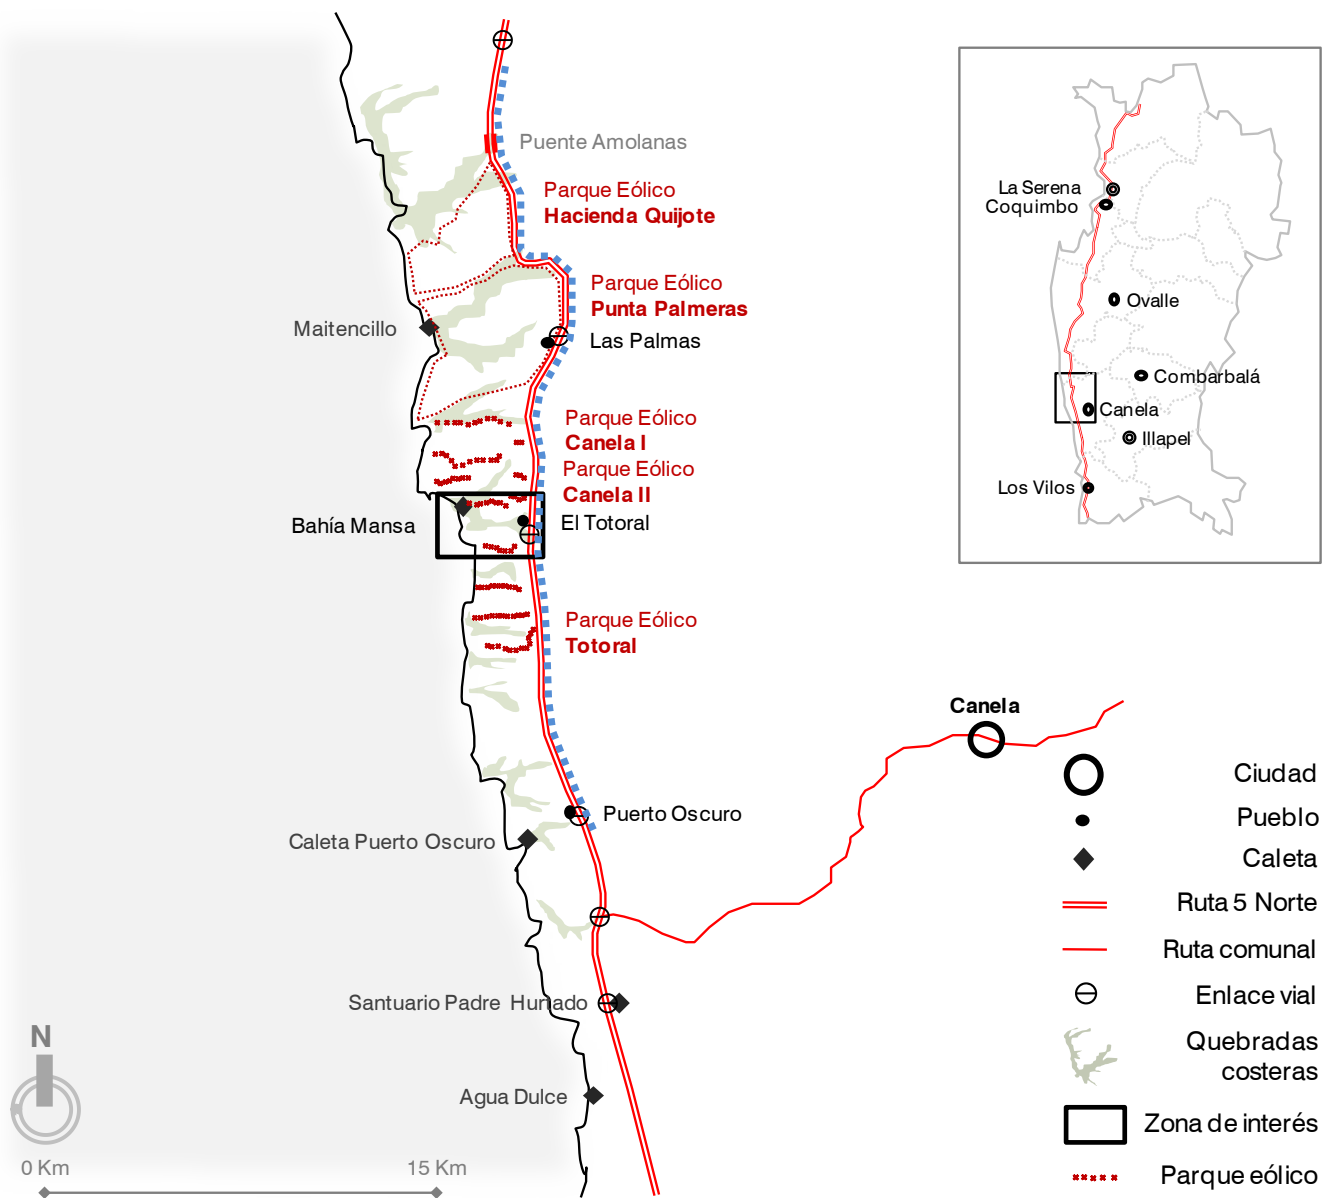 Puente Amolanas
Parque Eólico
Hacienda Quijote
Parque Eólico
Punta Palmeras
Maitencillo
Las Palmas
Parque Eólico
Canela I
Parque Eólico
Canela II
Bahía Mansa
El Totoral
Parque Eólico
Totoral
Puerto Oscuro
Caleta Puerto Oscuro
Santuario Padre Hurtado
Agua Dulce
Canela
N
0 Km
15 Km
La Serena
Coquimbo
Ovalle
Combarbalá
Canela
Illapel
Los Vilos
Ciudad
Pueblo
Caleta
Ruta 5 Norte
Ruta comunal
Enlace vial
Quebradas
costeras
Zona de interés
Parque eólico